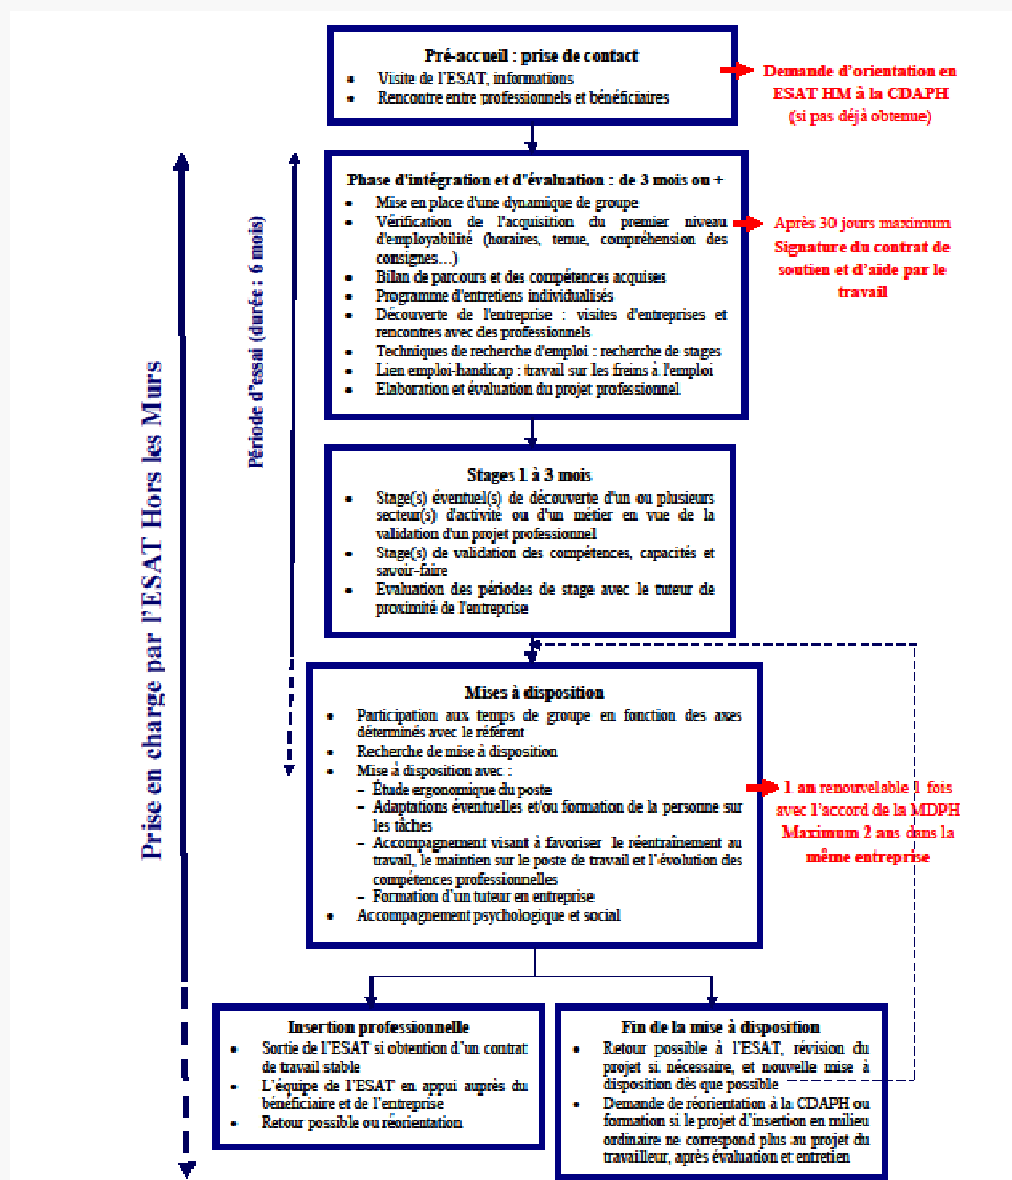 Pré-accueil : prise de contact
• Visite de l'ESAT, informations
• Rencontre entre professionnels et bénéficiaires
Demande d'orientation en
ESAT HM à la CDAPH
(si pas déjà obtenue)
Phase d'intégration et d'évaluation : de 3 mois ou +
• Mise en place d'une dynamique de groupe
• Vérification de l'acquisition du premier niveau
d'employabilité (horaires, tenue, compréhension des
consignes…)
• Bilan de parcours et des compétences acquises
• Programme d'entretiens individualisés
• Découverte de l'entreprise : visites d'entreprises et
rencontres avec des professionnels
• Techniques de recherche d'emploi : recherche de stages
• Lien emploi-handicap : travail sur les freins à l'emploi
• Elaboration et évaluation du projet professionnel
Après 30 jours maximum
Signature du contrat de
soutien et d'aide par le
travail
Période d'essai (durée : 6 mois)
Prise en charge par l'ESAT Hors les Murs
Stages 1 à 3 mois
• Stage(s) éventuel(s) de découverte d'un ou plusieurs
secteur(s) d'activité ou d'un métier en vue de la
validation d'un projet professionnel
• Stage(s) de validation des compétences, capacités et
savoir-faire
• Evaluation des périodes de stage avec le tuteur de
proximité de l'entreprise
Mises à disposition
• Participation aux temps de groupe en fonction des axes
déterminés avec le référent
• Recherche de mise à disposition
• Mise à disposition avec :
– Étude ergonomique du poste
– Adaptations éventuelles et/ou formation de la personne sur
les tâches
– Accompagnement visant à favoriser le réentraînement au
travail, le maintien sur le poste de travail et l'évolution des
compétences professionnelles
– Formation d'un tuteur en entreprise
• Accompagnement psychologique et social
1 an renouvelable 1 fois
avec l'accord de la MDPH
Maximum 2 ans dans la
même entreprise
Insertion professionnelle
• Sortie de l'ESAT si obtention d'un contrat
de travail stable
• L'équipe de l'ESAT en appui auprès du
bénéficiaire et de l'entreprise
• Retour possible ou réorientation
Fin de la mise à disposition
• Retour possible à l'ESAT, révision du
projet si nécessaire, et nouvelle mise à
disposition dès que possible
• Demande de réorientation à la CDAPH ou
formation si le projet d'insertion en milieu
ordinaire ne correspond plus au projet du
travailleur, après évaluation et entretien